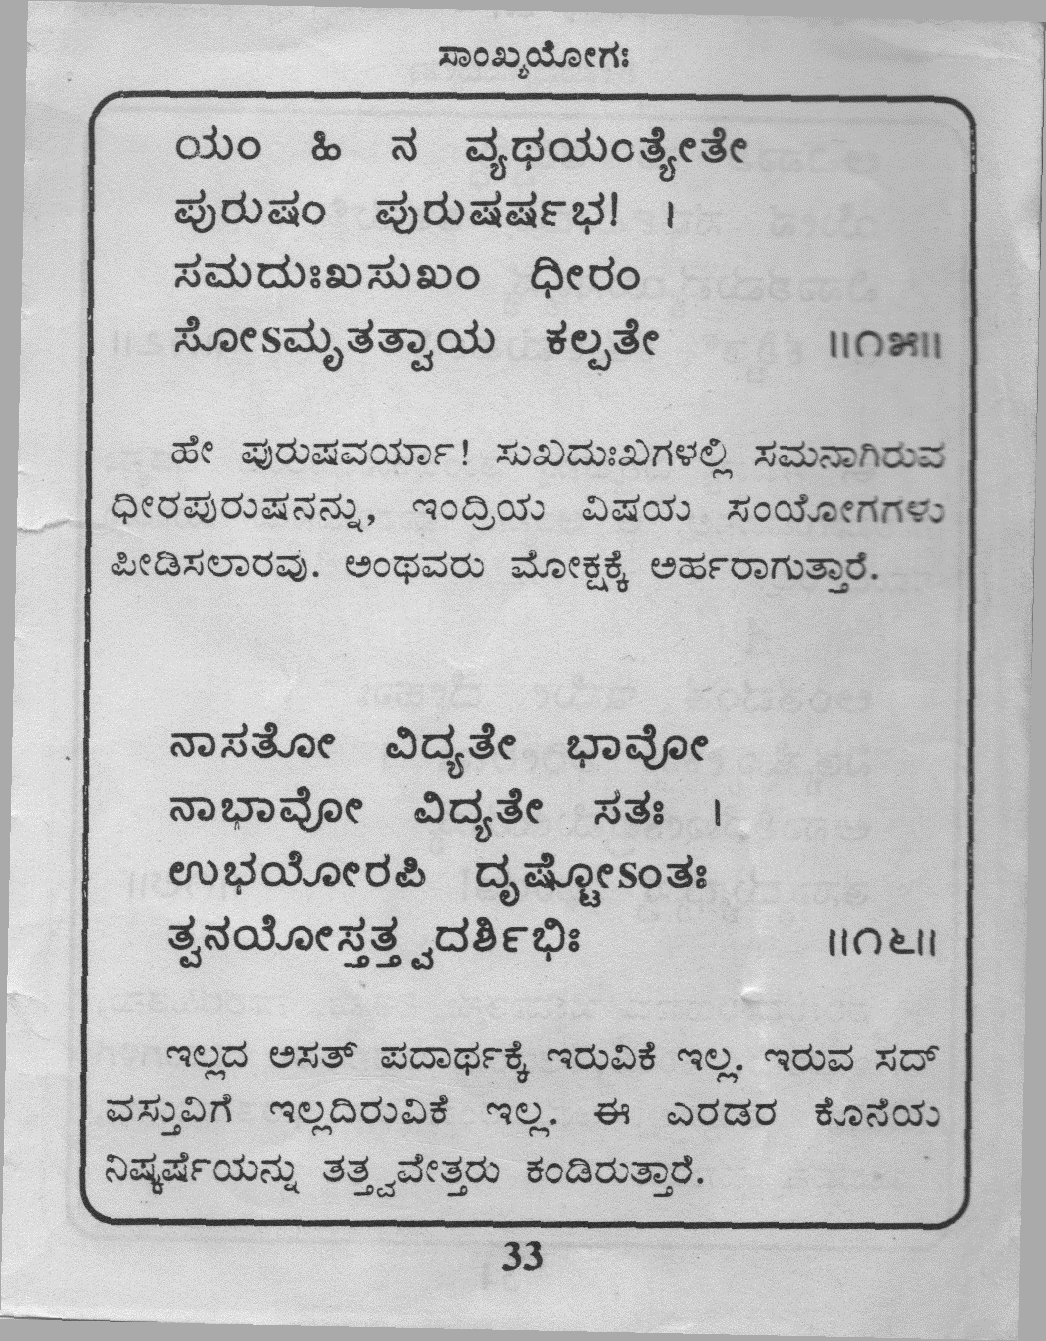 ಸಾಂಖ್ಯಯೋಗಃ
ಯಂ ಹಿ ನ ವ್ಯಥಯಂತ್ಯೇತೇ
ಪುರುಷಂ ಪುರುಷರ್ಷಭ! ।
ಸಮದುಃಖಸುಖಂ ಧೀರಂ
ಸೋಽಮೃತತ್ವಾಯ ಕಲ್ಪತೇ ॥೧೫॥
ಹೇ ಪುರುಷವರ್ಯಾ! ಸುಖದುಃಖಗಳಲ್ಲಿ ಸಮನಾಗಿರುವ
ಧೀರಪುರುಷನನ್ನು, ಇಂದ್ರಿಯ ವಿಷಯ ಸಂಯೋಗಗಳು
ಪೀಡಿಸಲಾರವು. ಅಂಥವರು ಮೋಕ್ಷಕ್ಕೆ ಅರ್ಹರಾಗುತ್ತಾರೆ.
ನಾಸತೋ ವಿದ್ಯತೇ ಭಾವೋ
ನಾಭಾವೋ ವಿದ್ಯತೇ ಸತಃ ।
ಉಭಯೋರಪಿ ದೃಷ್ಟೋಽಂತಃ
ತ್ವನಯೋಸ್ತತ್ತ್ವದರ್ಶಿಭಿಃ ॥೧೬॥
ಇಲ್ಲದ ಅಸತ್ ಪದಾರ್ಥಕ್ಕೆ ಇರುವಿಕೆ ಇಲ್ಲ. ಇರುವ ಸದ್
ವಸ್ತುವಿಗೆ ಇಲ್ಲದಿರುವಿಕೆ ಇಲ್ಲ. ಈ ಎರಡರ ಕೊನೆಯ
ನಿಷ್ಕರ್ಷೆಯನ್ನು ತತ್ತ್ವವೇತ್ತರು ಕಂಡಿರುತ್ತಾರೆ.
33